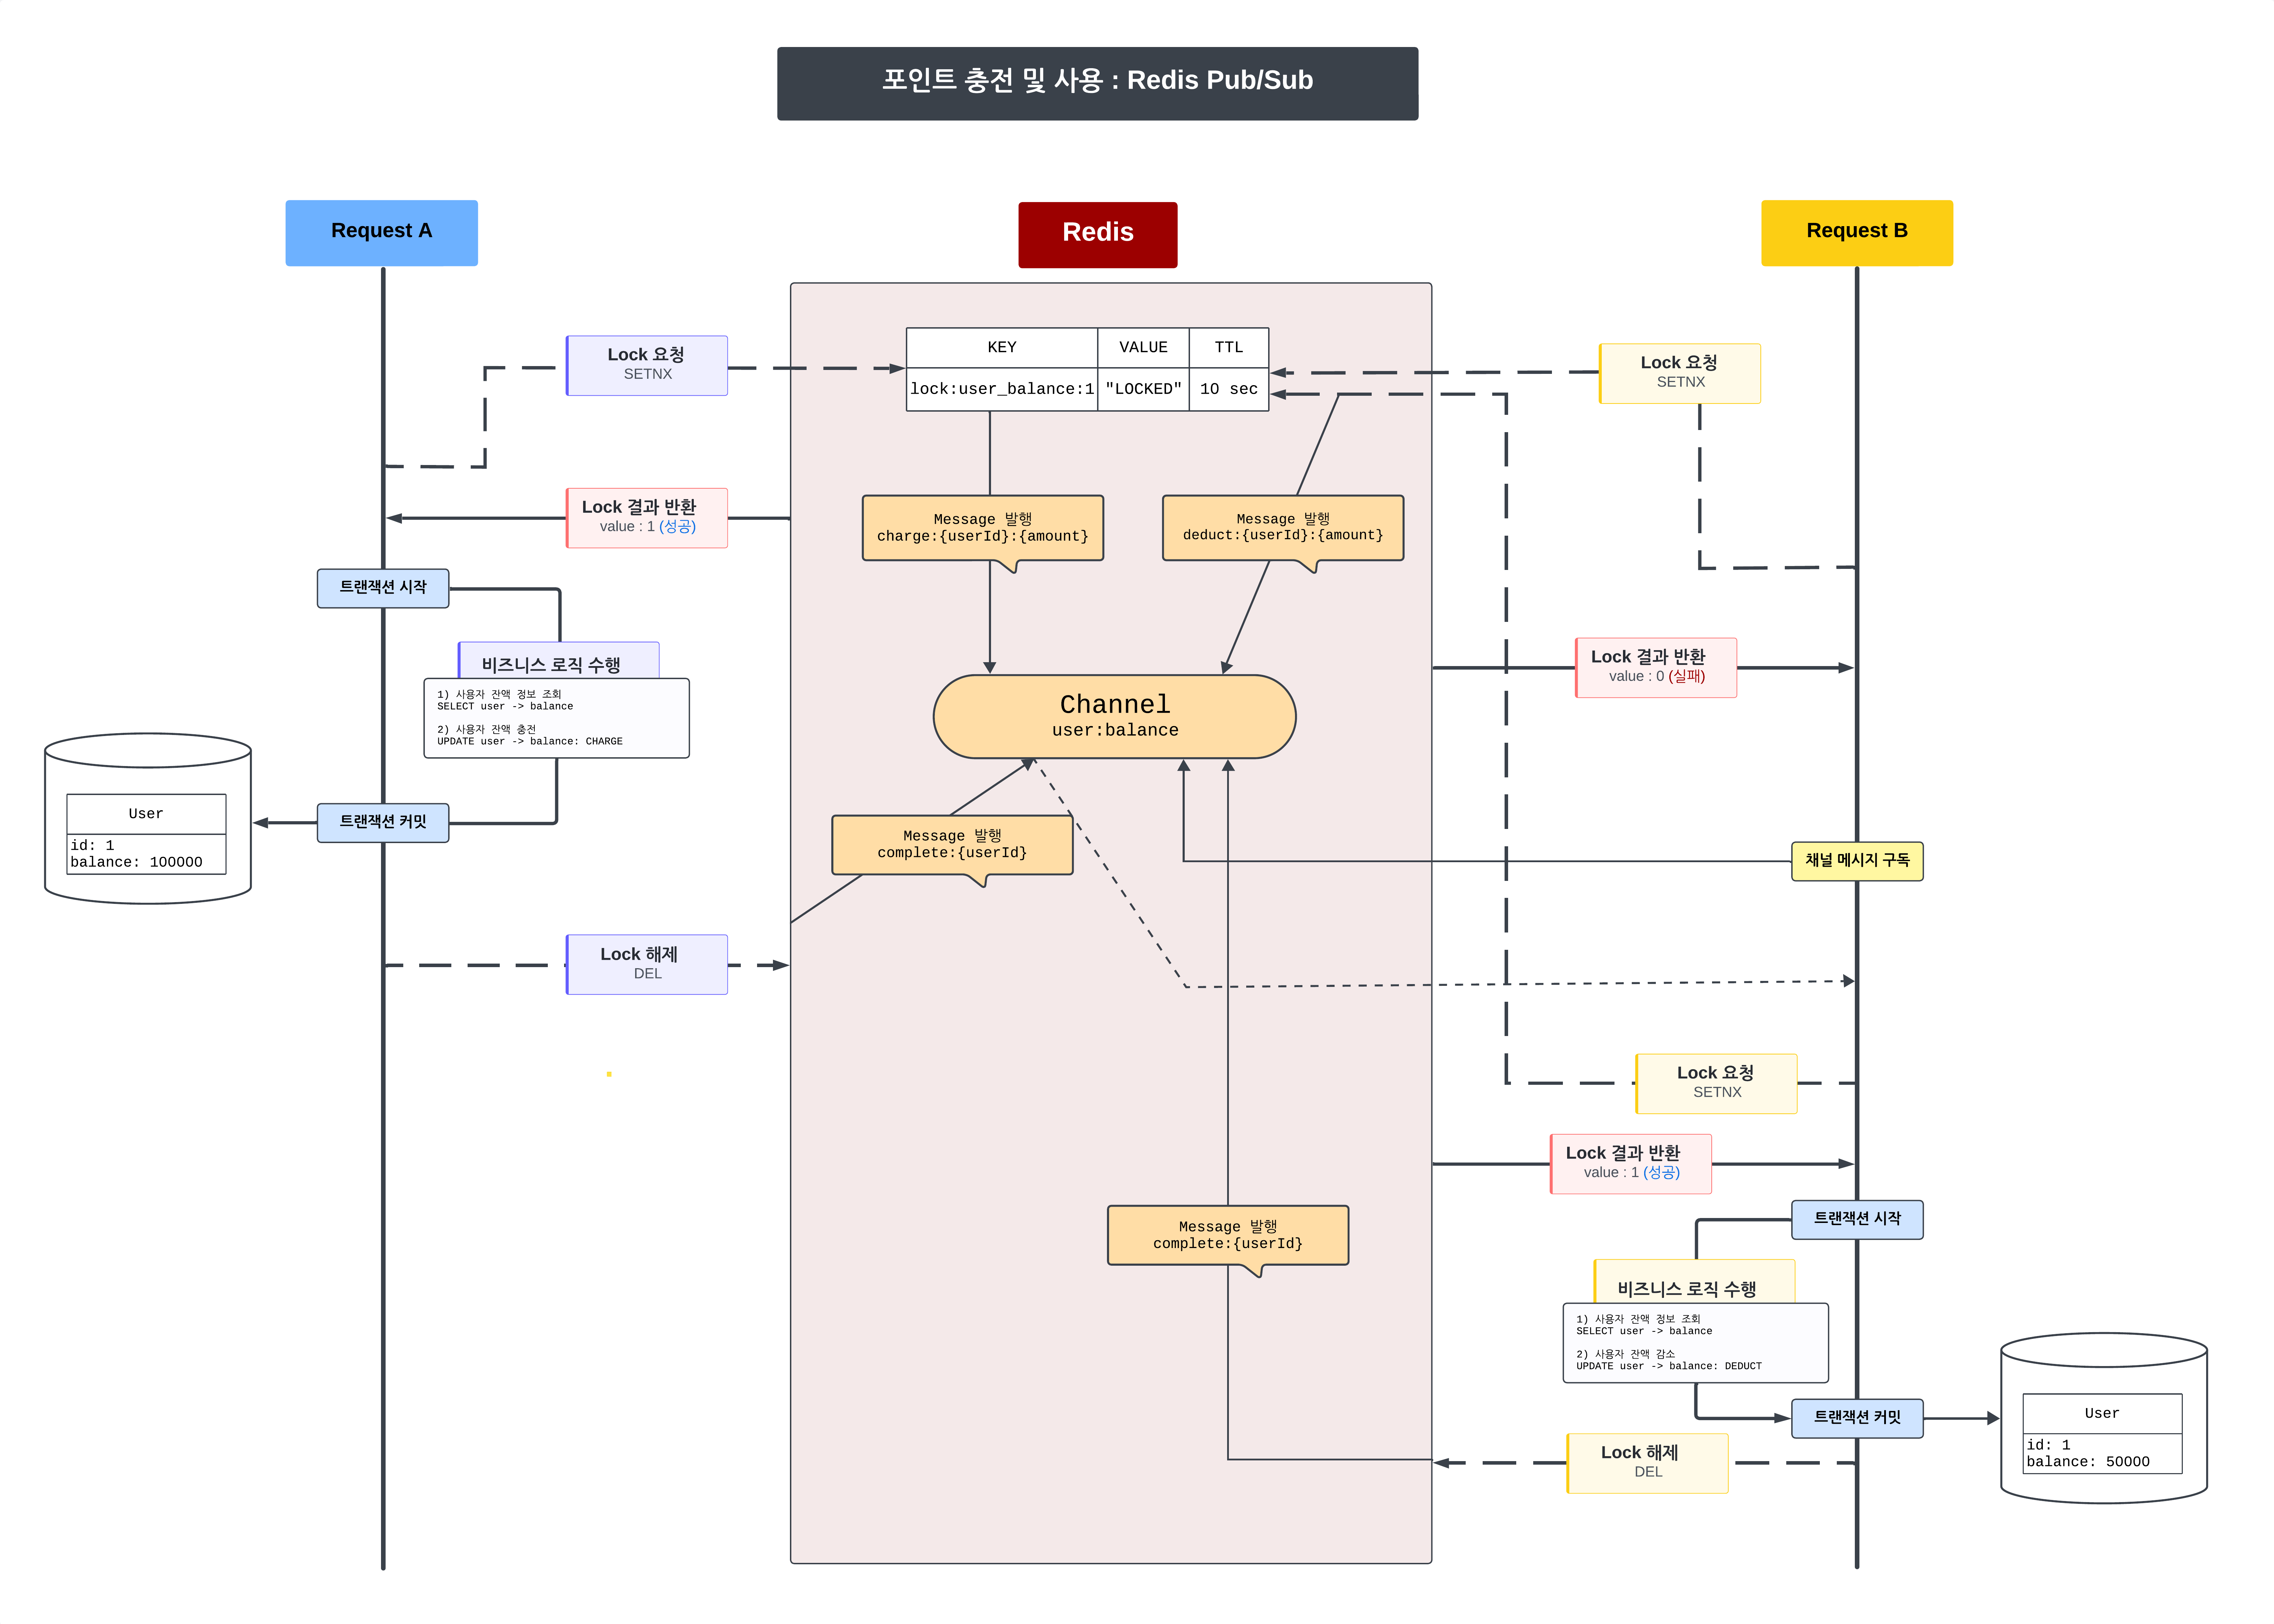 포인트 충전 및 사용 : Redis Pub/Sub
Request A
Redis
Request B
KEY
VALUE
TTL
lock:user_balance:1
"LOCKED"
10 sec
Lock 요청
SETNX
Lock 요청
SETNX
Lock 결과 반환
value : 1 (성공)
Message 발행
charge:{userId}:{amount}
Message 발행
deduct:{userId}:{amount}
트랜잭션 시작
비즈니스 로직 수행
1) 사용자 잔액 정보 조회
SELECT user -> balance
2) 사용자 잔액 충전
UPDATE user -> balance: CHARGE
Lock 결과 반환
value : 0 (실패)
Channel
user:balance
트랜잭션 커밋
User
id: 1
balance: 100000
Message 발행
complete:{userId}
채널 메시지 구독
Lock 해제
DEL
Lock 요청
SETNX
Lock 결과 반환
value : 1 (성공)
트랜잭션 시작
Message 발행
complete:{userId}
비즈니스 로직 수행
1) 사용자 잔액 정보 조회
SELECT user -> balance
2) 사용자 잔액 감소
UPDATE user -> balance: DEDUCT
트랜잭션 커밋
User
id: 1
balance: 50000
Lock 해제
DEL